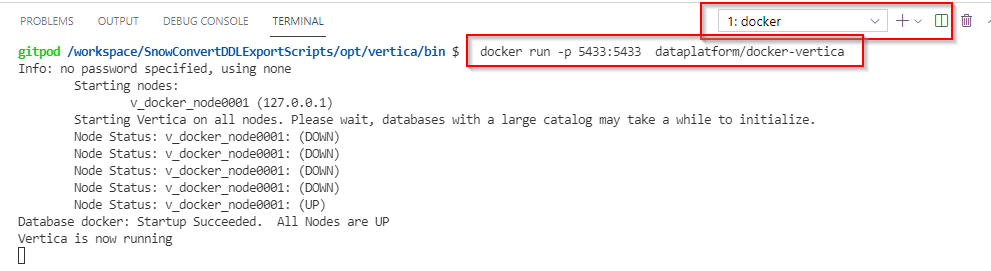 PROBLEMS OUTPUT DEBUG CONSOLE TERMINAL 1: docker
gitpod /workspace/SnowConvertDDLExportScripts/opt/vertica/bin $ docker run -p 5433:5433  dataplatform/docker-vertica
Info: no password specified, using none
Starting nodes:
v_docker_node0001 (127.0.0.1)
Starting Vertica on all nodes. Please wait, databases with a large catalog may take a while to initialize.
Node Status: v_docker_node0001: (DOWN)
Node Status: v_docker_node0001: (DOWN)
Node Status: v_docker_node0001: (DOWN)
Node Status: v_docker_node0001: (DOWN)
Node Status: v_docker_node0001: (UP)
Database docker: Startup Succeeded.  All Nodes are UP
Vertica is now running